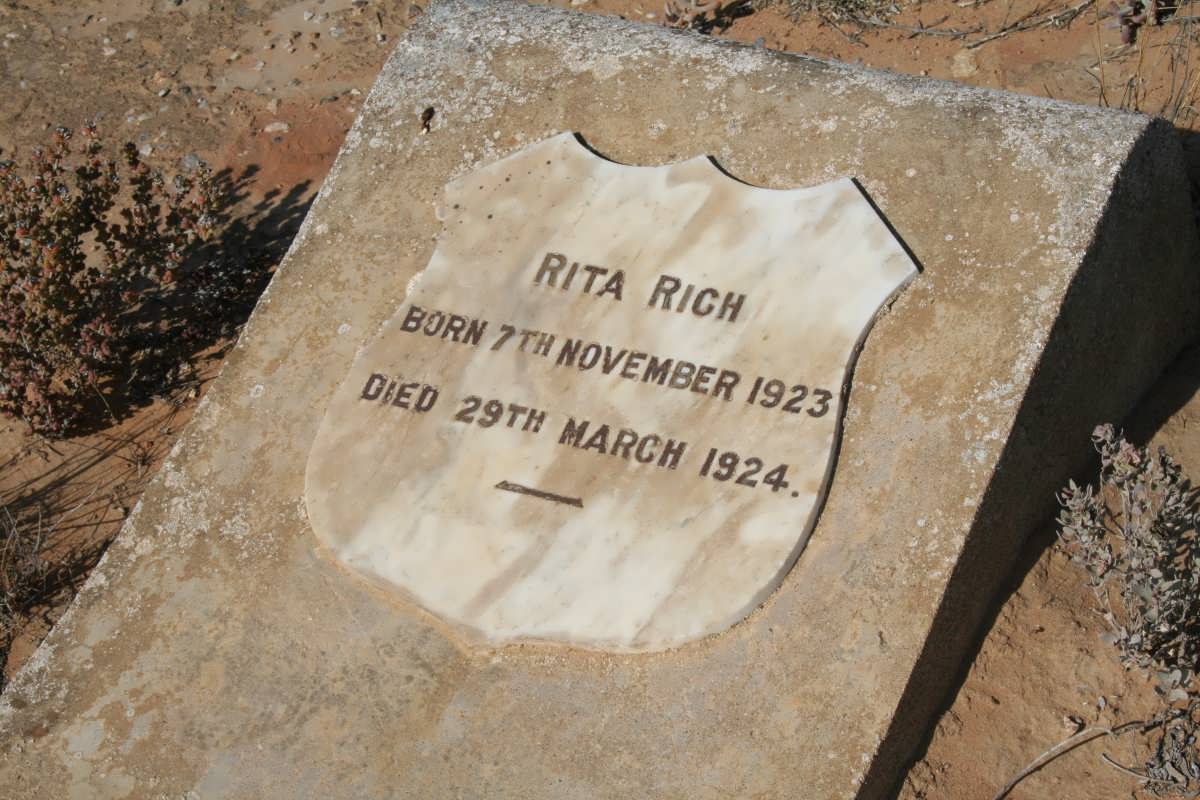 RITA RICH
BORN 7TH NOVEMBER 1923
DIED 29TH MARCH 1924.